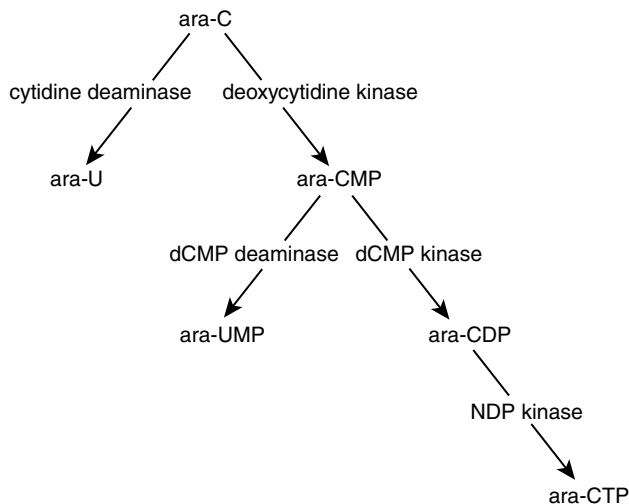 ara-C
cytidine deaminase
deoxycytidine kinase
ara-U
ara-CMP
dCMP deaminase
dCMP kinase
ara-UMP
ara-CDP
NDP kinase
ara-CTP